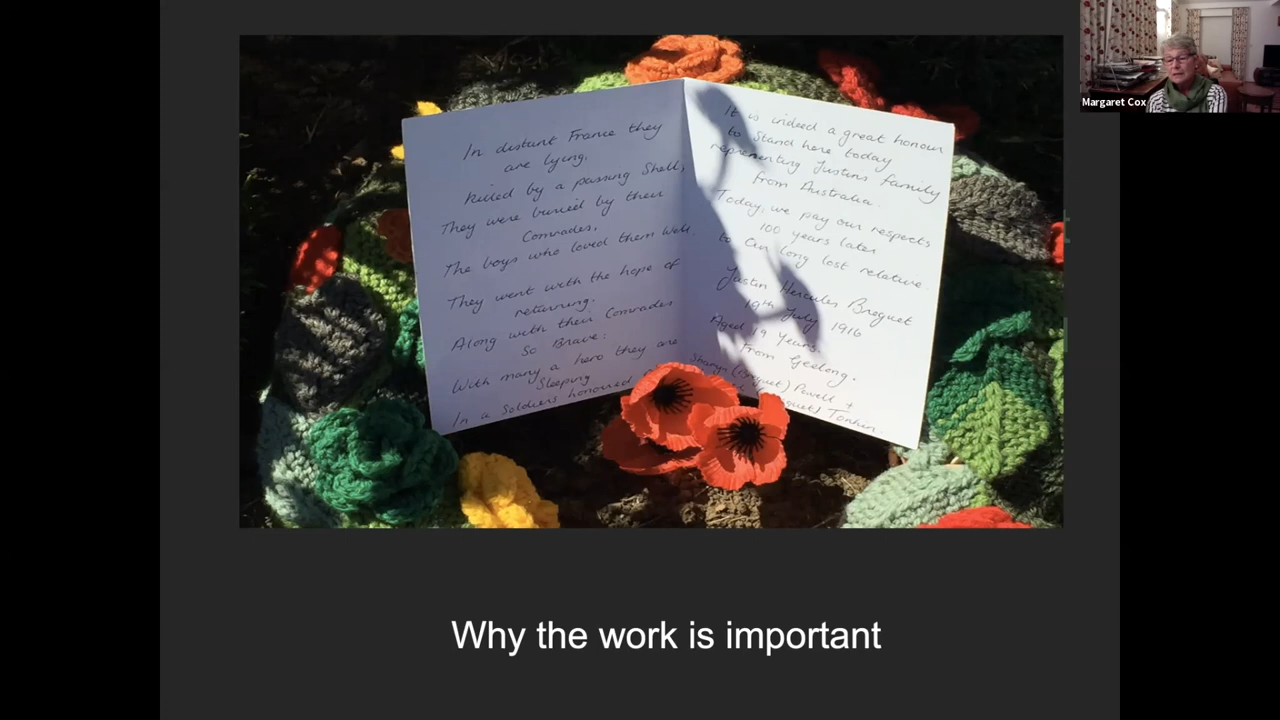 In distant France they
are lying,
Killed by a passing Shell,
They were buried by their
Comrades,
The boys who loved them well.
They went with the hope of
returning.
Along with their Comrades
So Brave:
With many a hero they are
Sleeping
In a Soldiers honoured
It is indeed a great honour
to Stand here today
representing Justins family
from Australia.
Today, we pay our respects
100 years later
to Our long lost relative.
Justin Hercules Breguet
19th July 1916
Aged 19 Years.
From Geelong.
Sharyn (Breguet) Powell +
Tonkin.
Margaret Cox
Why the work is important